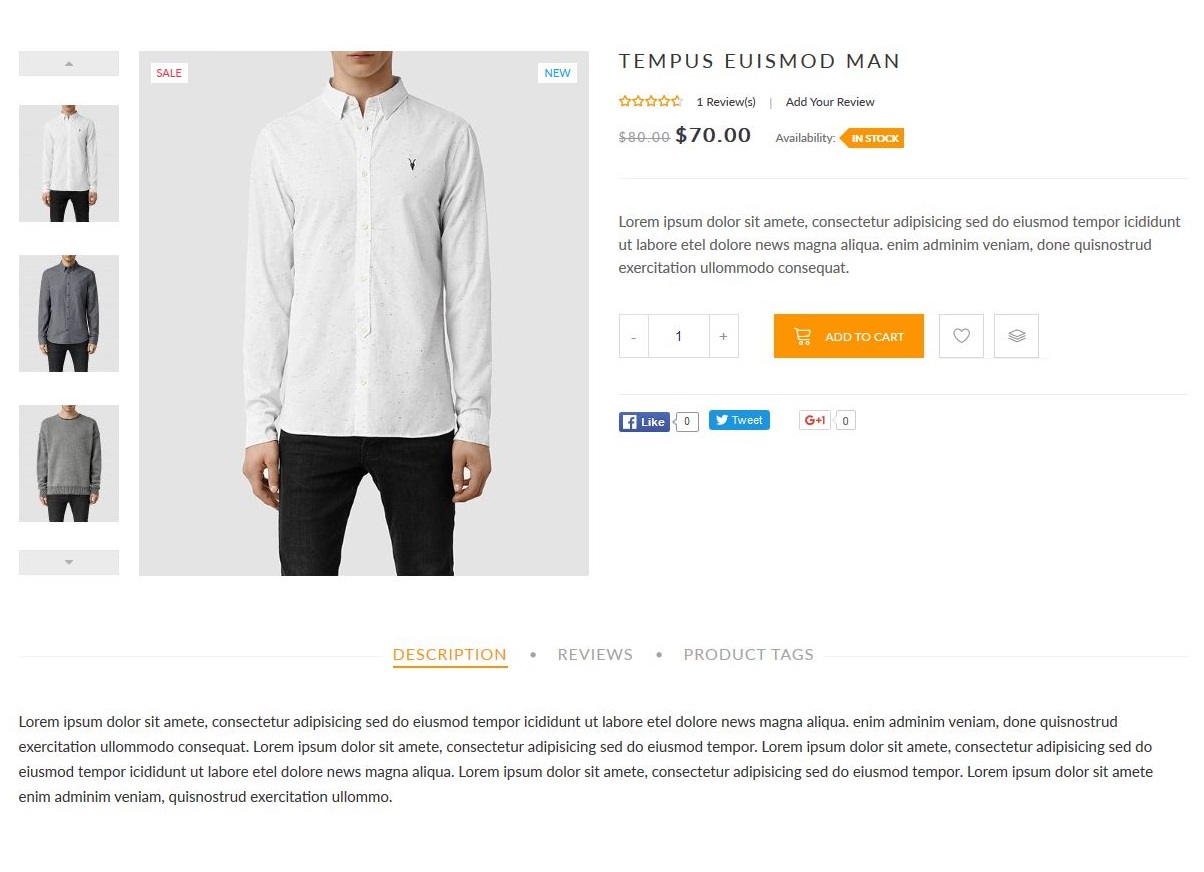 SALE
NEW
TEMPUS EUISMOD MAN
1 Review(s) | Add Your Review
$80.00 $70.00 Availability: IN STOCK
Lorem ipsum dolor sit amete, consectetur adipisicing sed do eiusmod tempor icididunt
ut labore etel dolore news magna aliqua. enim adminim veniam, done quisnostrud
exercitation ullommodo consequat.
- 1 + ADD TO CART
Like 0 Tweet G+1 0
DESCRIPTION • REVIEWS • PRODUCT TAGS
Lorem ipsum dolor sit amete, consectetur adipisicing sed do eiusmod tempor icididunt ut labore etel dolore news magna aliqua. enim adminim veniam, done quisnostrud
exercitation ullommodo consequat. Lorem ipsum dolor sit amete, consectetur adipisicing sed do eiusmod tempor. Lorem ipsum dolor sit amete, consectetur adipisicing sed do
eiusmod tempor icididunt ut labore etel dolore news magna aliqua. Lorem ipsum dolor sit amete, consectetur adipisicing sed do eiusmod tempor. Lorem ipsum dolor sit amete
enim adminim veniam, quisnostrud exercitation ullommo.